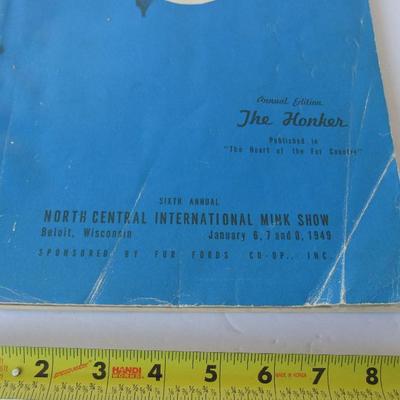 Annual Edition
The Honker
Published in
"The Heart of the Fur Country"
SIXTH ANNUAL
NORTH CENTRAL INTERNATIONAL MINK SHOW
Beloit, Wisconsin January 6, 7 and 8, 1949
SPONSORED BY FUR FOODS CO-OP., INC.
2 3 HANDI 4 5 6 7 8